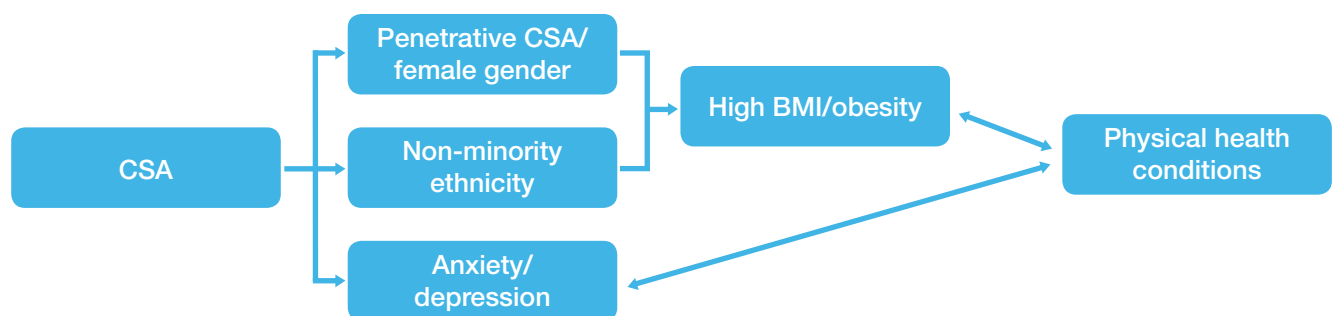 CSA
Penetrative CSA/
female gender
Non-minority
ethnicity
Anxiety/
depression
High BMI/obesity
Physical health
conditions